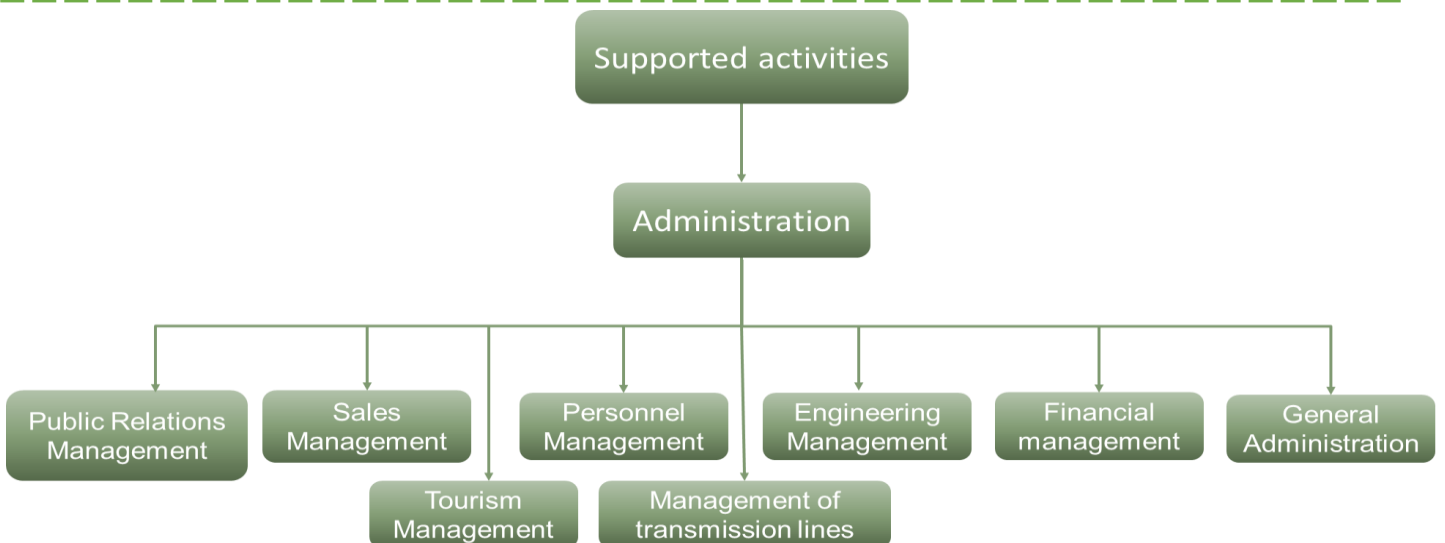 Supported activities
Administration
Public Relations
Management
Sales
Management
Personnel
Management
Engineering
Management
Financial
management
General
Administration
Tourism
Management
Management of
transmission lines